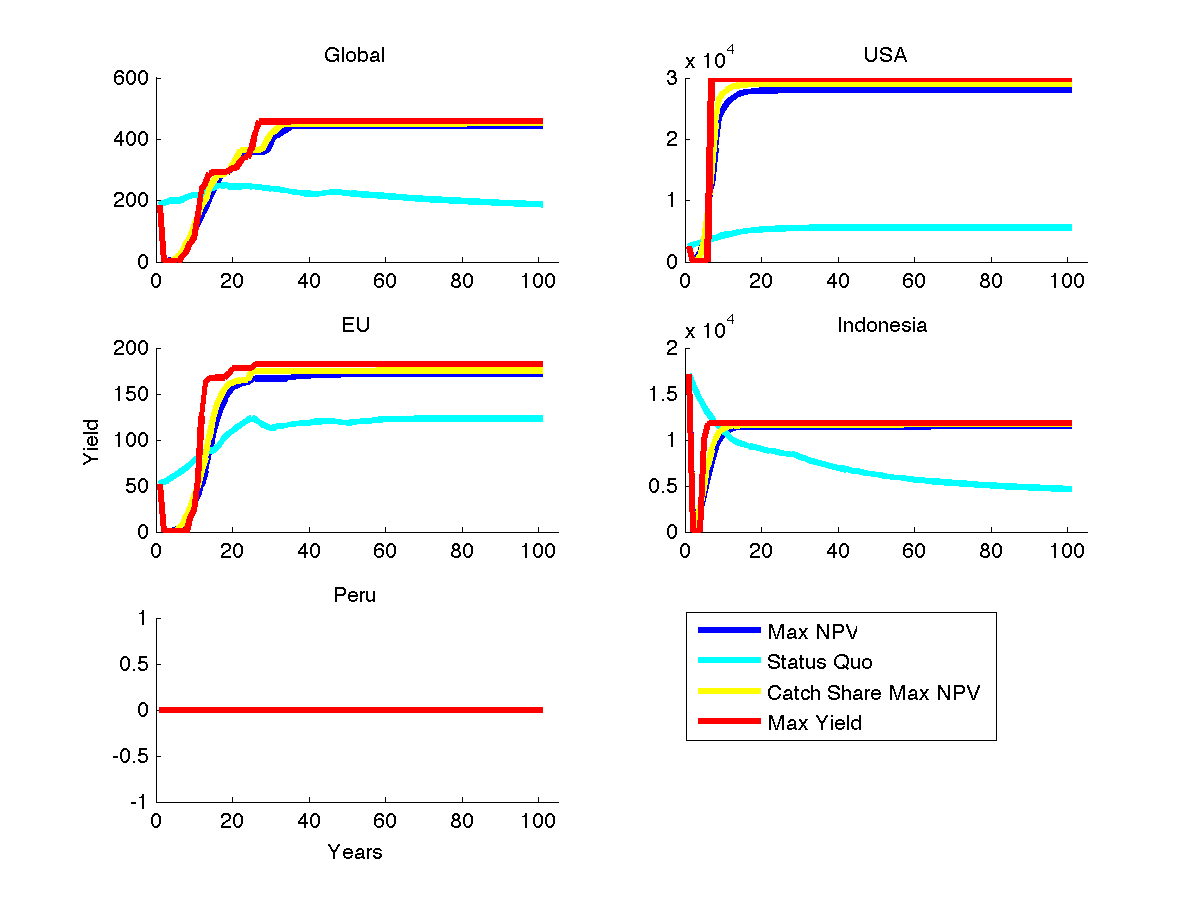 Global
600
400
200
0
0 20 40 60 80 100
USA
x 10^4
3
2
1
0
0 20 40 60 80 100
EU
Yield
200
150
100
50
0
0 20 40 60 80 100
Indonesia
x 10^4
2
1.5
1
0.5
0
0 20 40 60 80 100
Peru
1
0.5
0
-0.5
-1
0 20 40 60 80 100
Years
Max NPV
Status Quo
Catch Share Max NPV
Max Yield